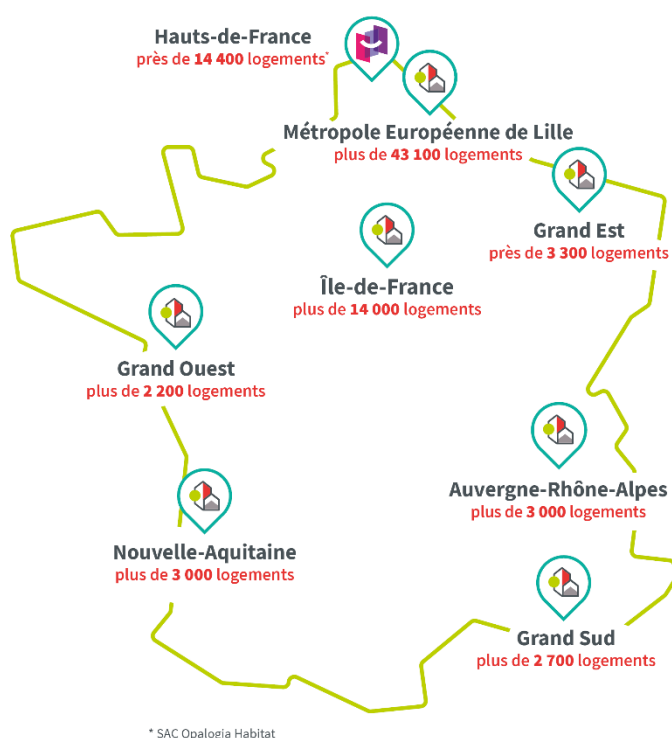 Hauts-de-France
près de 14 400 logements*
Métropole Européenne de Lille
plus de 43 100 logements
Grand Est
près de 3 300 logements
Île-de-France
plus de 14 000 logements
Grand Ouest
plus de 2 200 logements
Auvergne-Rhône-Alpes
plus de 3 000 logements
Nouvelle-Aquitaine
plus de 3 000 logements
Grand Sud
plus de 2 700 logements
* SAC Opalogia Habitat